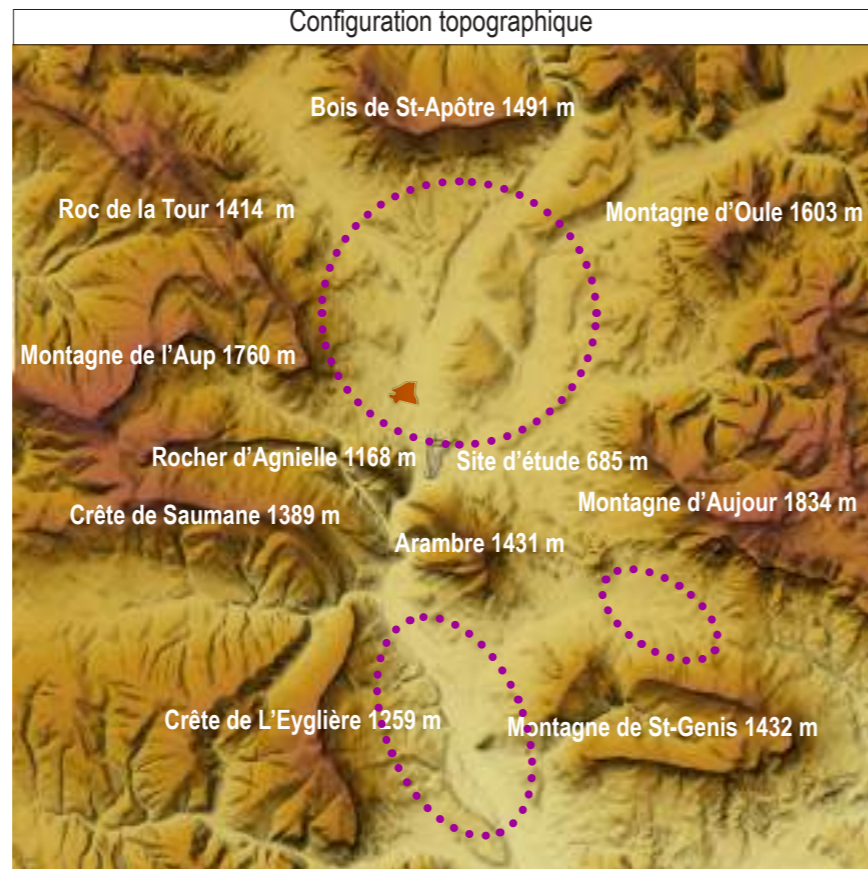 Configuration topographique
Bois de St-Apôtre 1491 m
Roc de la Tour 1414 m
Montagne d'Oule 1603 m
Montagne de l'Aup 1760 m
Rocher d'Agnielle 1168 m
Site d'étude 685 m
Montagne d'Aujour 1834 m
Crête de Saumane 1389 m
Arambre 1431 m
Crête de L'Eyglière 1259 m
Montagne de St-Genis 1432 m